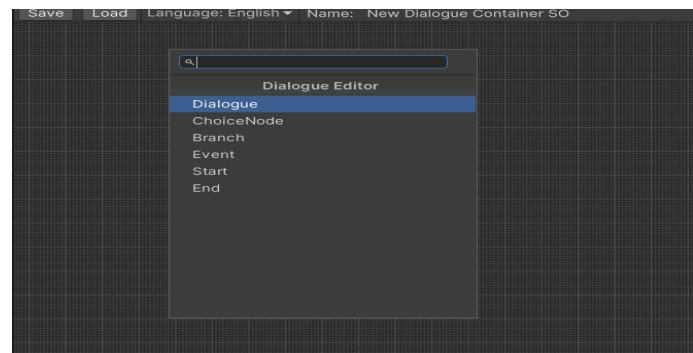 Save Load Language: English Name: New Dialogue Container SO
Dialogue Editor
Dialogue
ChoiceNode
Branch
Event
Start
End